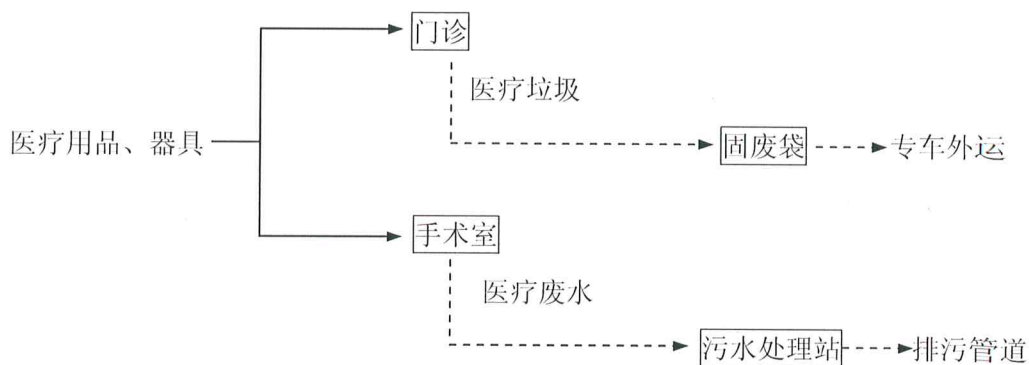 门诊
医疗垃圾
医疗用品、器具
固废袋
专车外运
手术室
医疗废水
污水处理站
排污管道